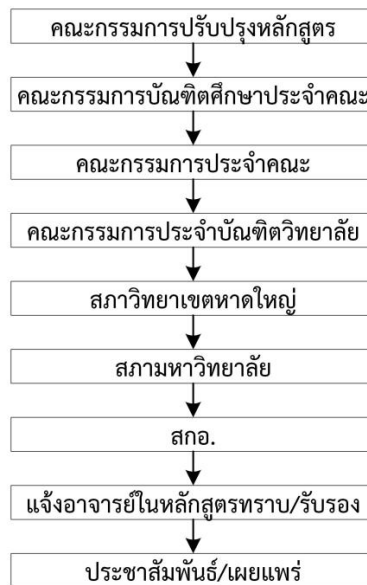 คณะกรรมการปรับปรุงหลักสูตร
คณะกรรมการบัณฑิตศึกษาประจำคณะ
คณะกรรมการประจำคณะ
คณะกรรมการประจำบัณฑิตวิทยาลัย
สภาวิทยาเขตหาดใหญ่
สภามหาวิทยาลัย
สกอ.
แจ้งอาจารย์ในหลักสูตรทราบ/รับรอง
ประชาสัมพันธ์/เผยแพร่